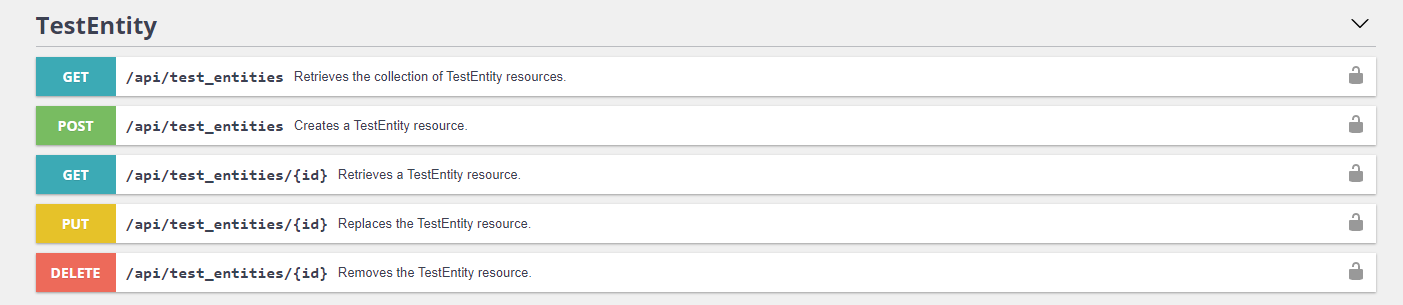 TestEntity
GET /api/test_entities Retrieves the collection of TestEntity resources.
POST /api/test_entities Creates a TestEntity resource.
GET /api/test_entities/{id} Retrieves a TestEntity resource.
PUT /api/test_entities/{id} Replaces the TestEntity resource.
DELETE /api/test_entities/{id} Removes the TestEntity resource.